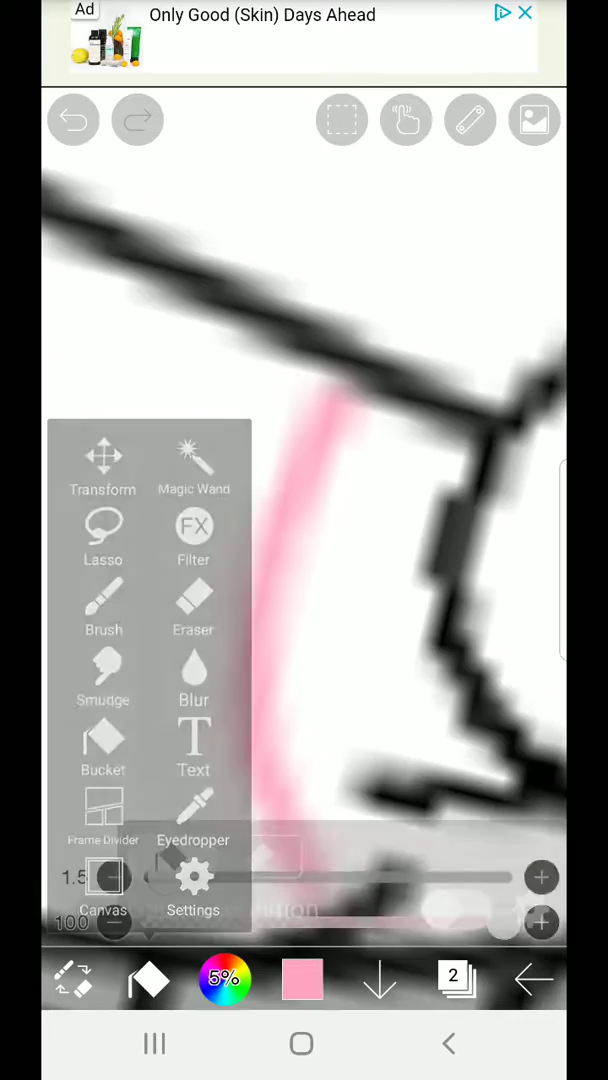 Ad
Only Good (Skin) Days Ahead
Transform
Magic Wand
Lasso
FX
Filter
Brush
Eraser
Smudge
Blur
Bucket
T
Text
Frame Divider
Eyedropper
1.5
Canvas
Settings
100
5%
2